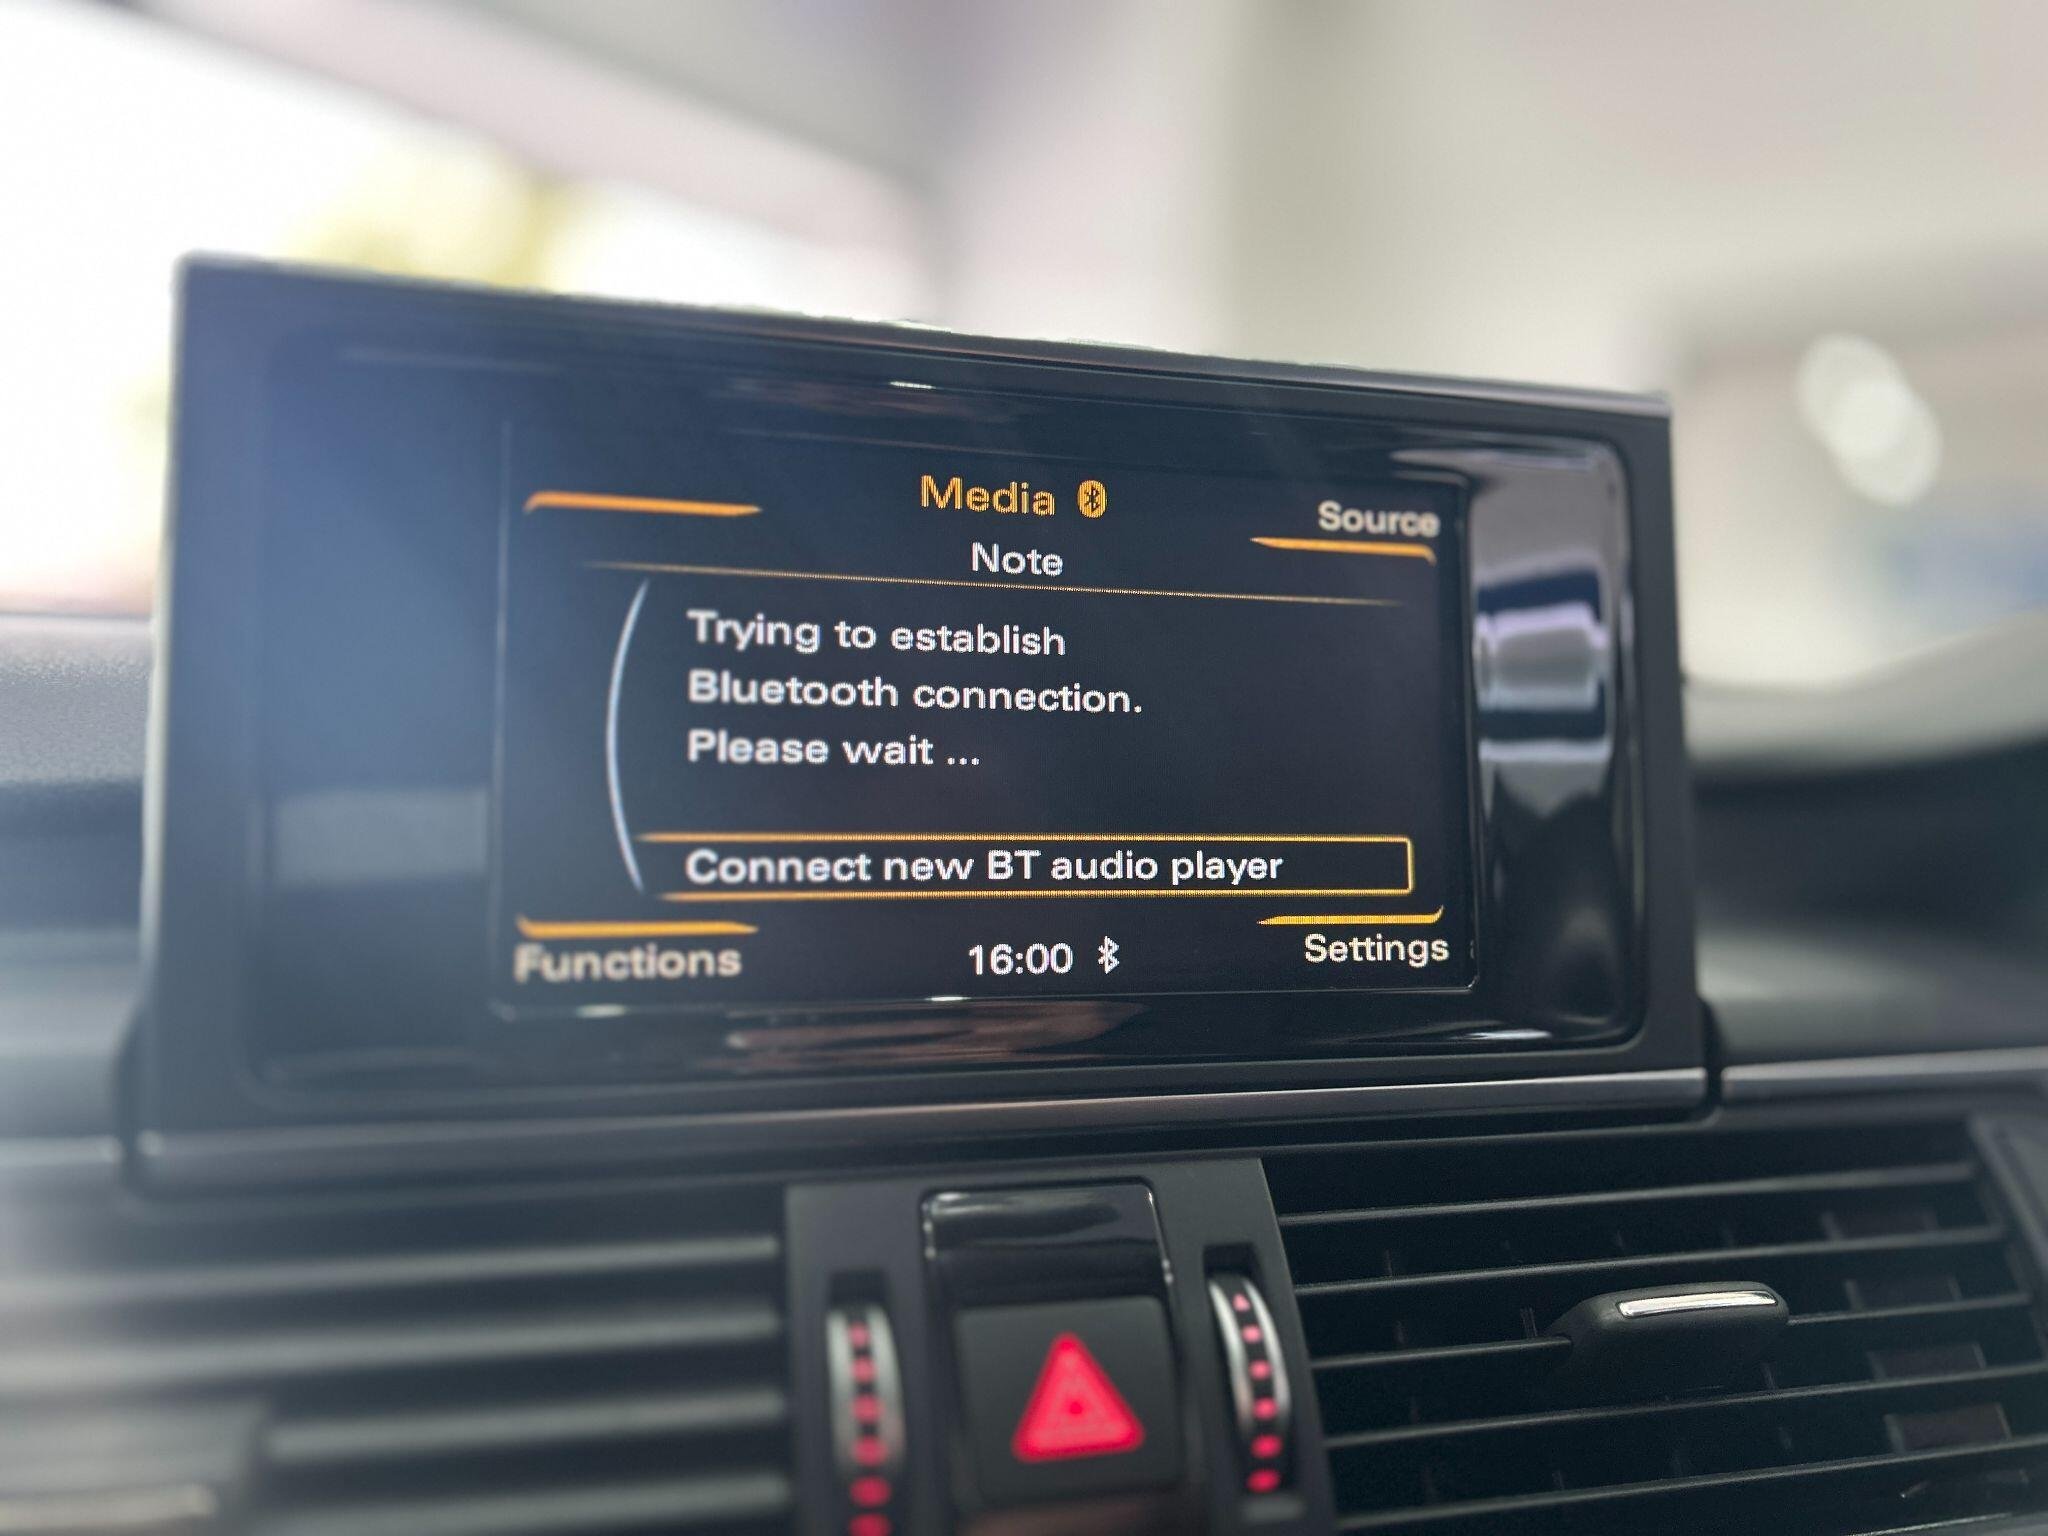 Media
Source
Note
Trying to establish
Bluetooth connection.
Please wait ...
Connect new BT audio player
Functions
16:00
Settings